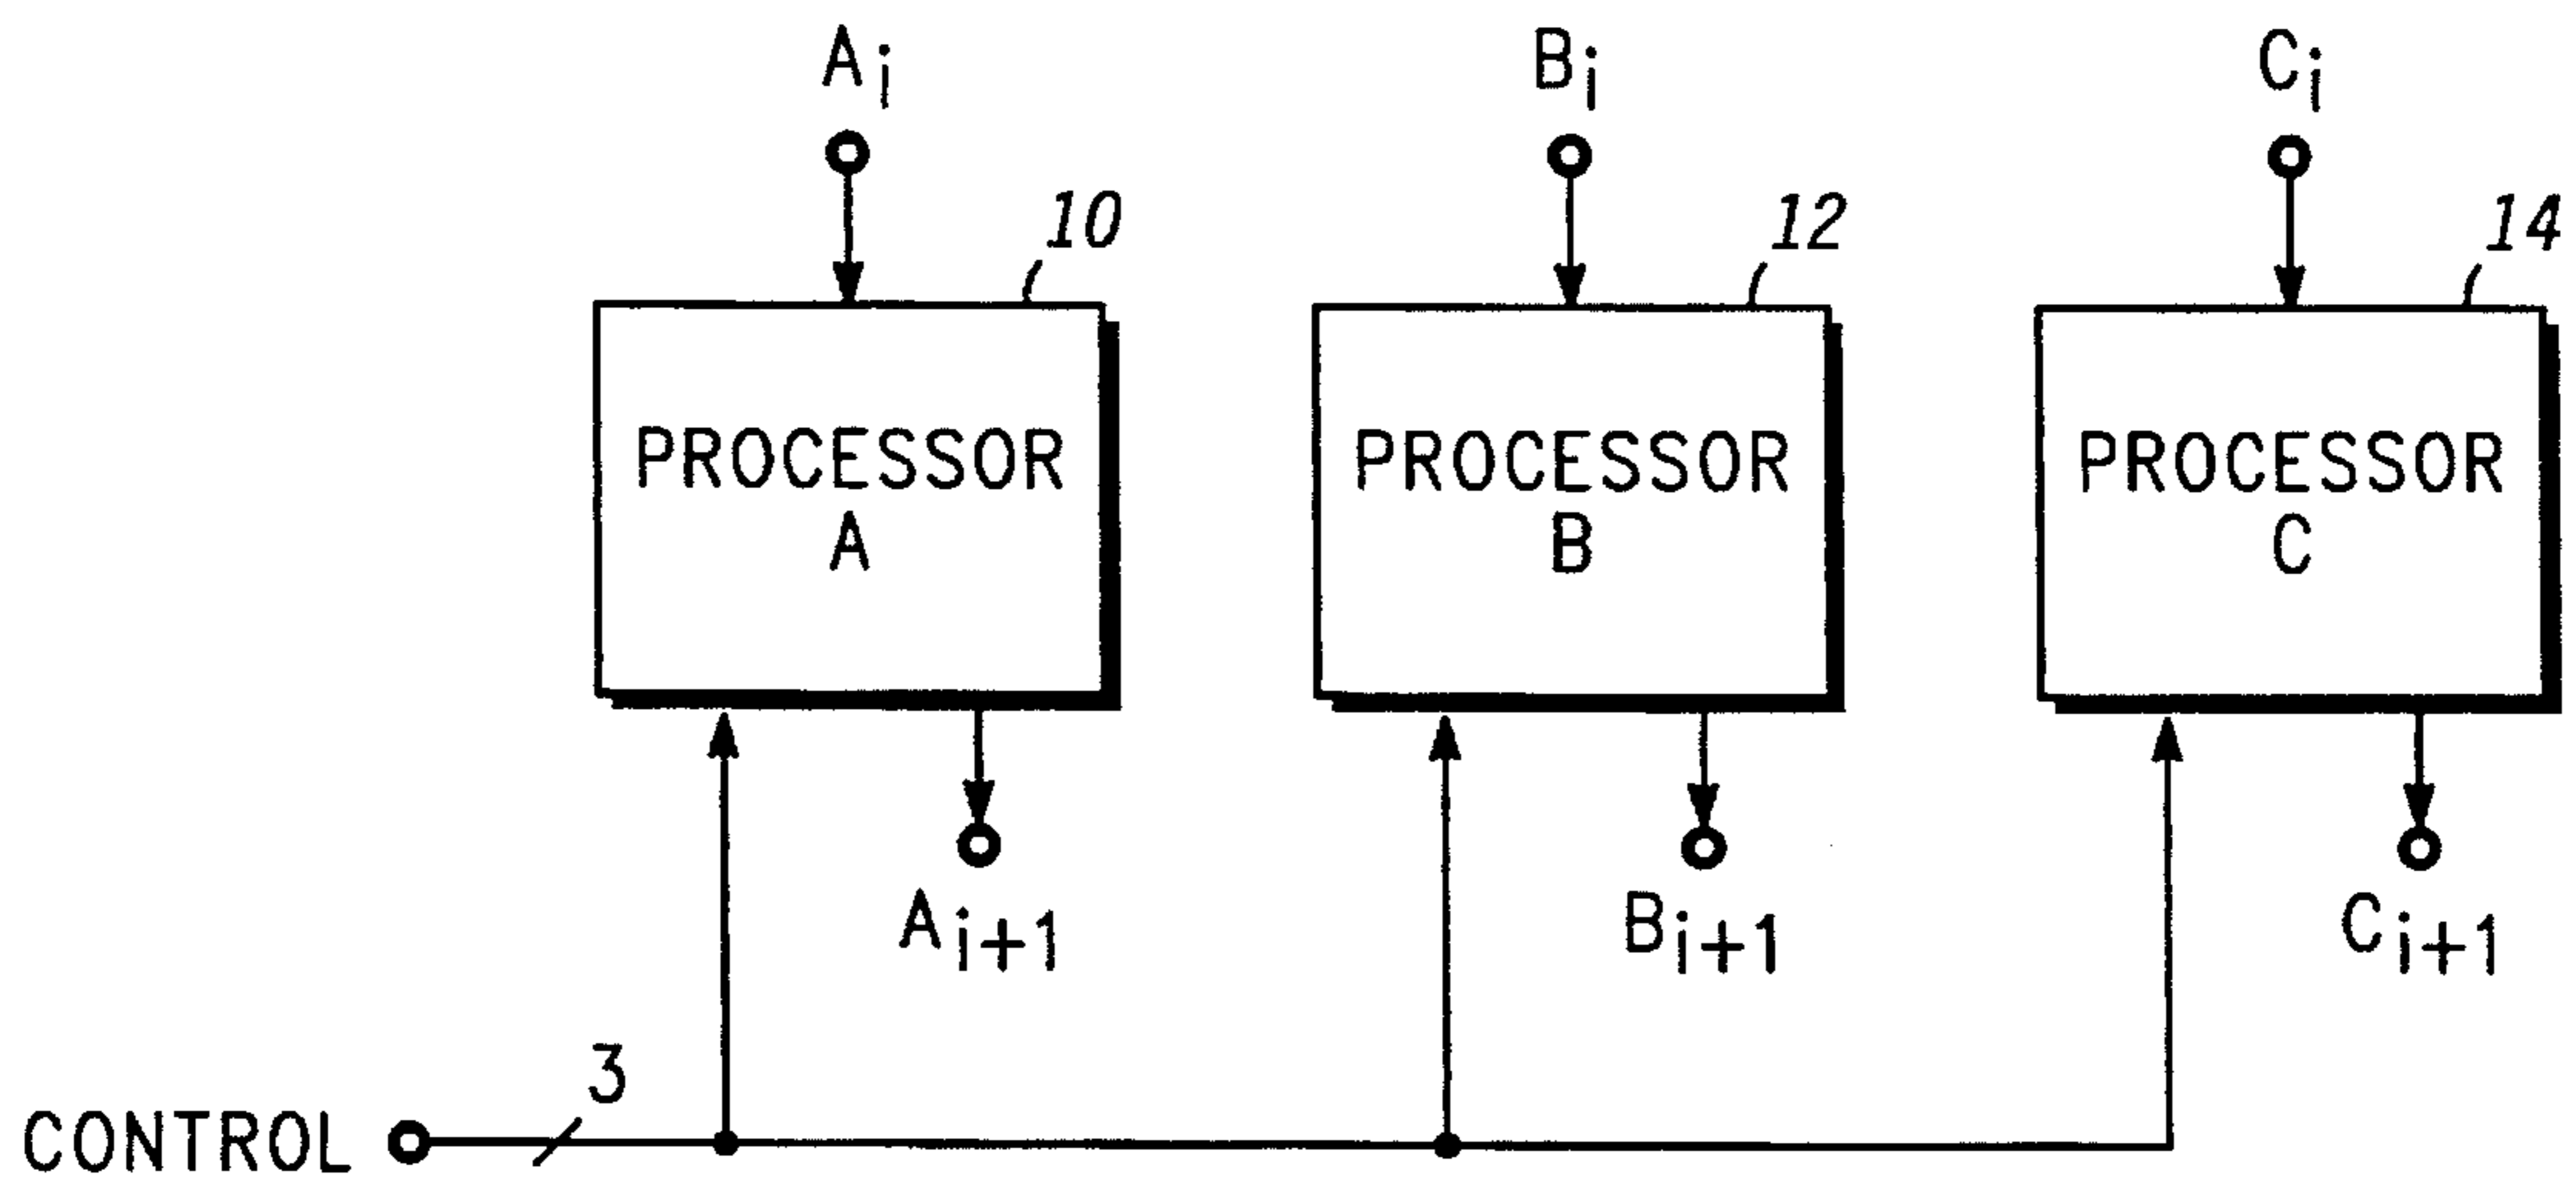 Ai Bi Ci
10 12 14
PROCESSOR A
PROCESSOR B
PROCESSOR C
Ai+1 Bi+1 Ci+1
3
CONTROL